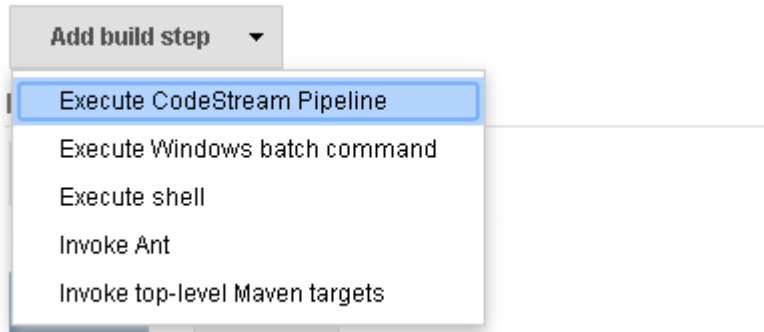 Add build step
Execute CodeStream Pipeline
Execute Windows batch command
Execute shell
Invoke Ant
Invoke top-level Maven targets